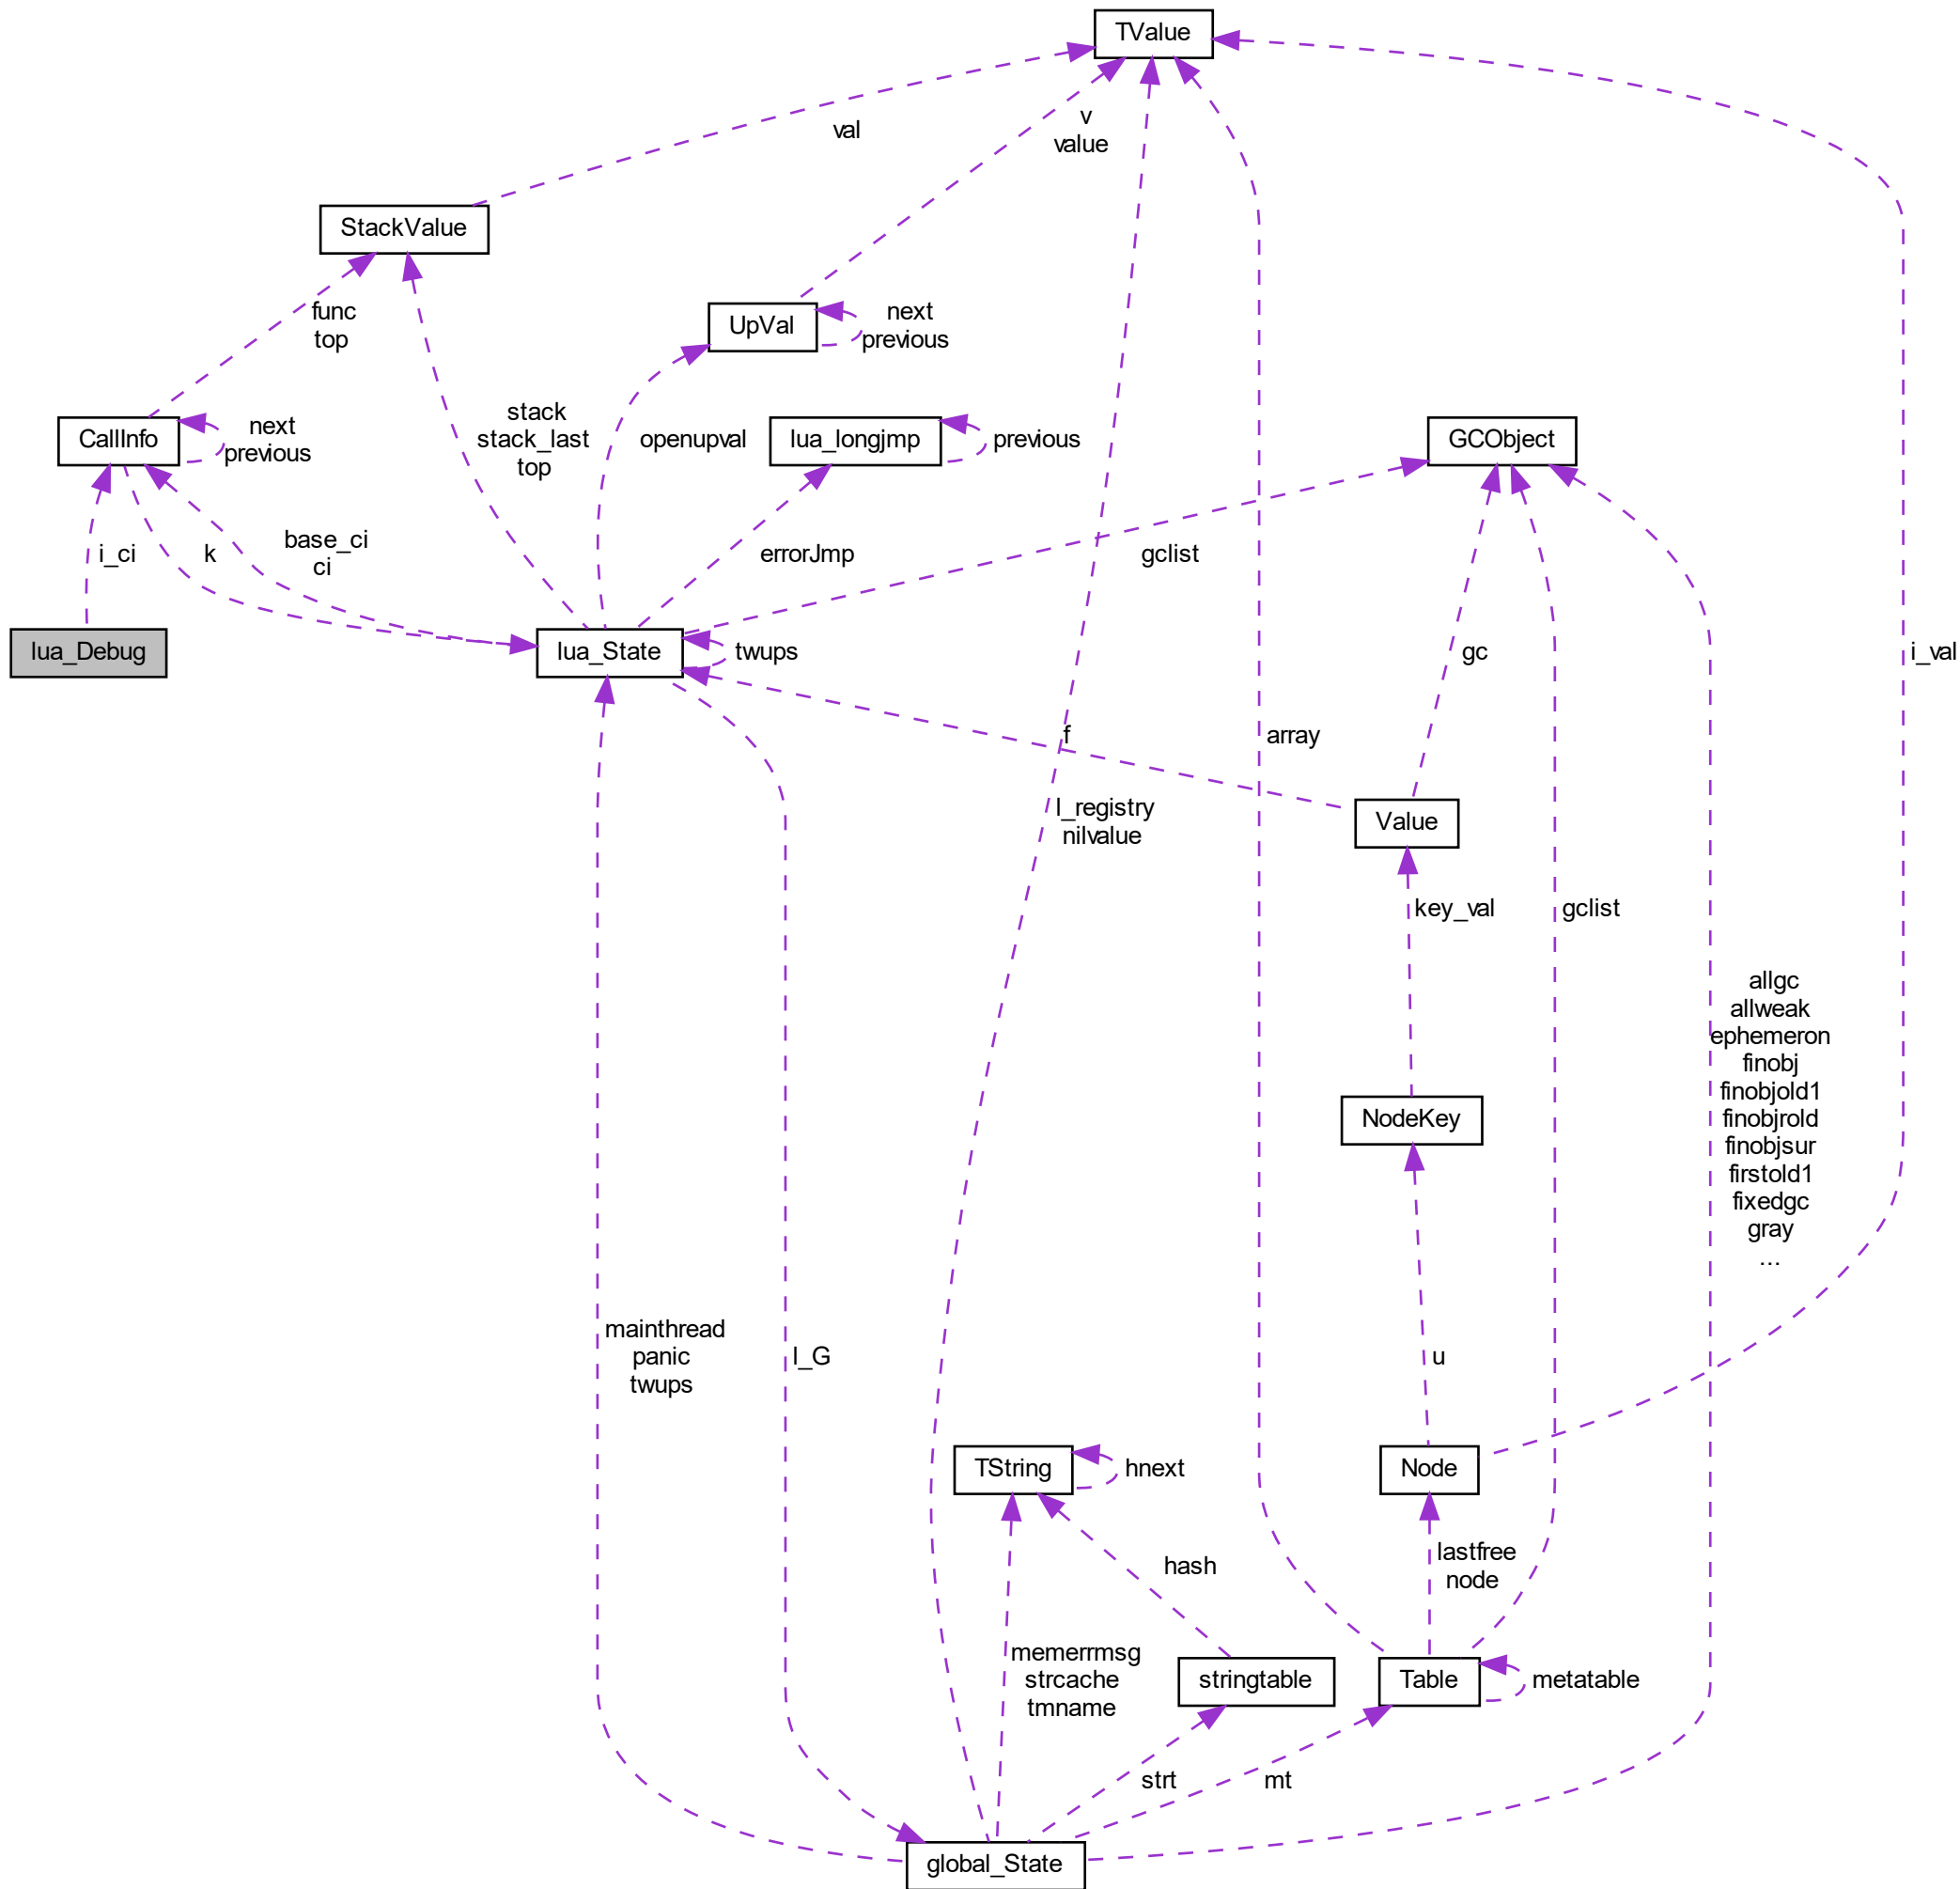 TValue
val
v
value
StackValue
func
top
UpVal
next
previous
CallInfo
next
previous
stack
stack_last
top
openupval
lua_longjmp
previous
GCObject
i_ci
k
base_ci
ci
errorJmp
gclist
lua_Debug
lua_State
twups
gc
i_val
f
array
l_registry
nilvalue
Value
key_val
gclist
allgc
allweak
ephemeron
finobj
finobjold1
finobjrold
finobjsur
firstold1
fixedgc
gray
...
NodeKey
mainthread
panic
twups
l_G
u
TString
hnext
Node
hash
lastfree
node
memerrmsg
strcache
tmname
stringtable
Table
metatable
strt
mt
global_State